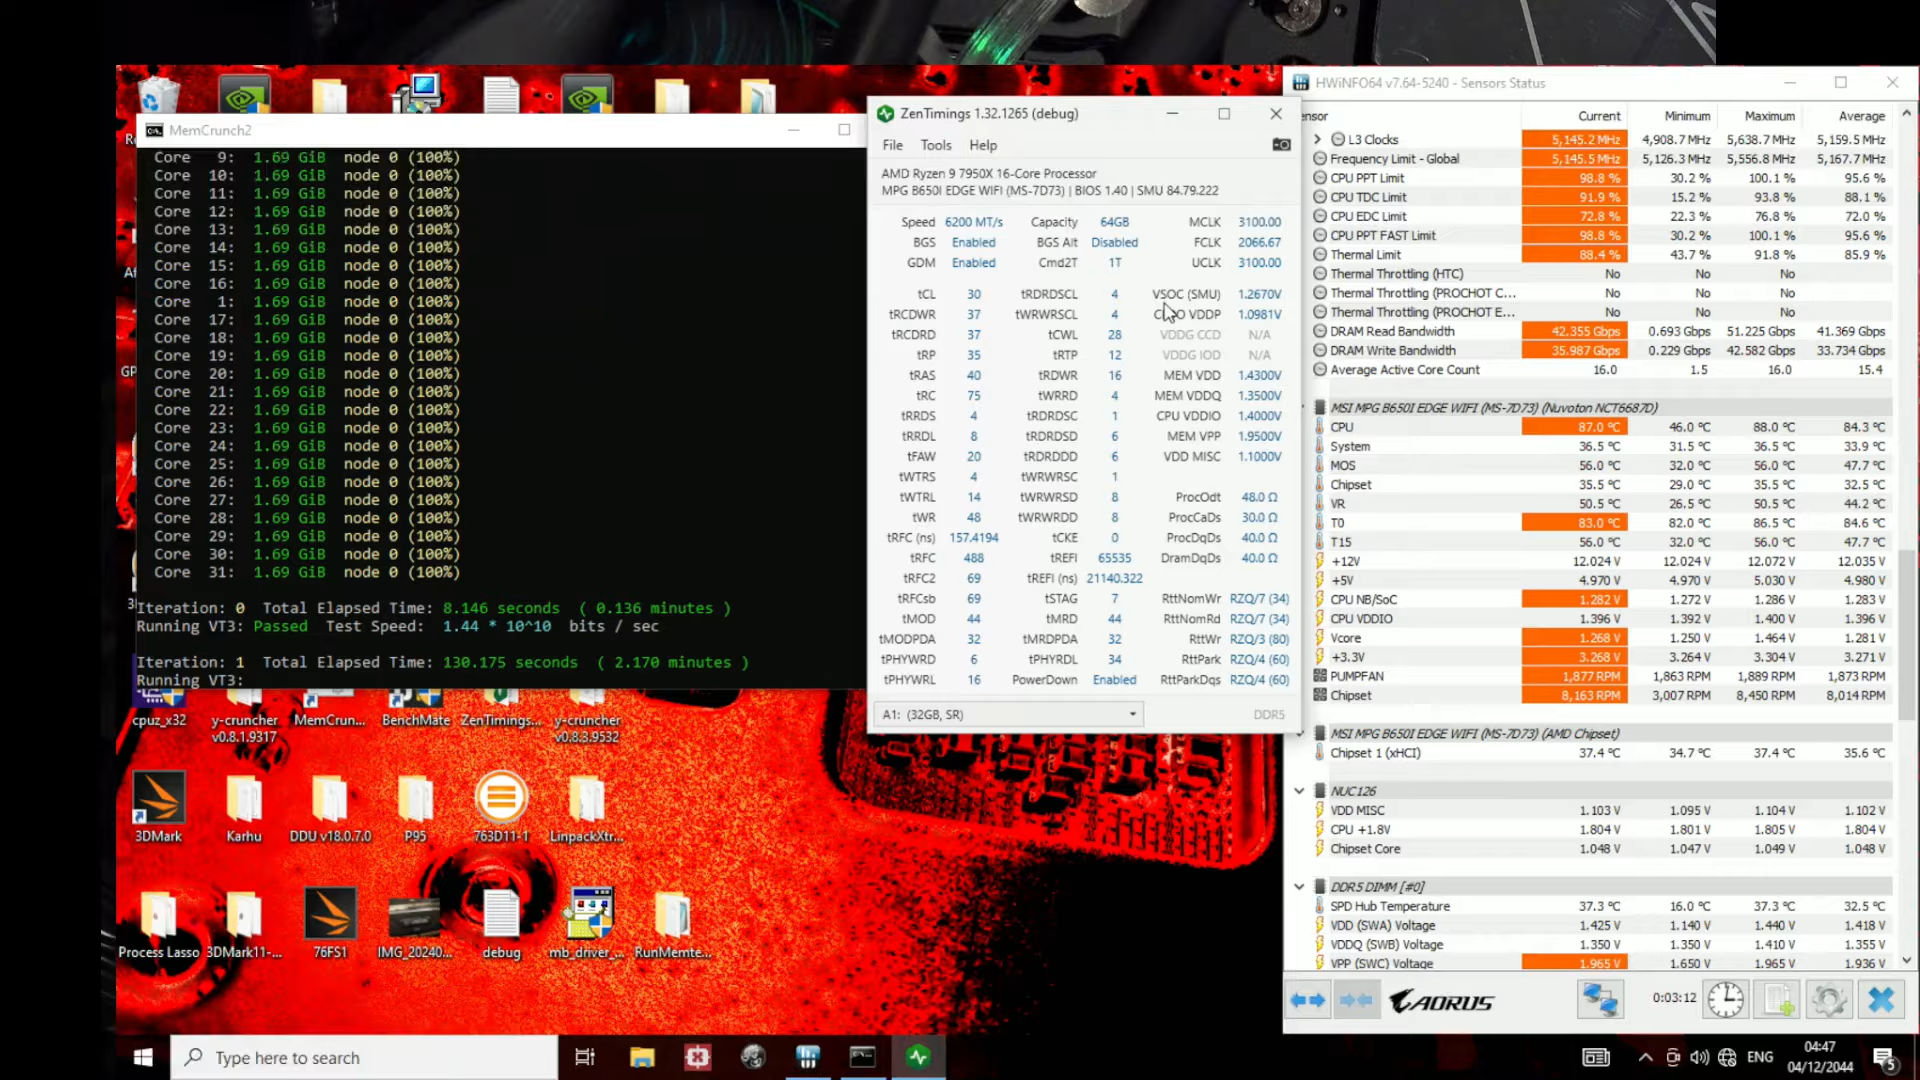 MemCrunch2
Core 9: 1.69 GiB node 0 (100%)
Core 10: 1.69 GiB node 0 (100%)
Core 11: 1.69 GiB node 0 (100%)
Core 12: 1.69 GiB node 0 (100%)
Core 13: 1.69 GiB node 0 (100%)
Core 14: 1.69 GiB node 0 (100%)
Core 15: 1.69 GiB node 0 (100%)
Core 16: 1.69 GiB node 0 (100%)
Core 1: 1.69 GiB node 0 (100%)
Core 17: 1.69 GiB node 0 (100%)
Core 18: 1.69 GiB node 0 (100%)
Core 19: 1.69 GiB node 0 (100%)
Core 20: 1.69 GiB node 0 (100%)
Core 21: 1.69 GiB node 0 (100%)
Core 22: 1.69 GiB node 0 (100%)
Core 23: 1.69 GiB node 0 (100%)
Core 24: 1.69 GiB node 0 (100%)
Core 25: 1.69 GiB node 0 (100%)
Core 26: 1.69 GiB node 0 (100%)
Core 27: 1.69 GiB node 0 (100%)
Core 28: 1.69 GiB node 0 (100%)
Core 29: 1.69 GiB node 0 (100%)
Core 30: 1.69 GiB node 0 (100%)
Core 31: 1.69 GiB node 0 (100%)
Iteration: 0 Total Elapsed Time: 8.146 seconds ( 0.136 minutes )
Running VT3: Passed Test Speed: 1.44 * 10^10 bits / sec
Iteration: 1 Total Elapsed Time: 130.175 seconds ( 2.170 minutes )
Running VT3:
ZenTimings 1.32.1265 (debug)
File Tools Help
AMD Ryzen 9 7950X 16-Core Processor
MPG B650I EDGE WIFI (MS-7D73) | BIOS 1.40 | SMU 84.79.222
Speed 6200 MT/s Capacity 64GB MCLK 3100.00
BGS Enabled BGS Alt Disabled FCLK 2066.67
GDM Enabled Cmd2T 1T UCLK 3100.00
tCL 30 tRDRDSCL 4 VSOC (SMU) 1.2670V
tRCDWR 37 tWRWRSCL 4 VDDP 1.0981V
tRCDRD 37 tCWL 28 VDDG CCD N/A
tRP 35 tRTP 12 VDDG IOD N/A
tRAS 40 tRDWR 16 MEM VDD 1.4300V
tRC 75 tWRRD 4 MEM VDDQ 1.3500V
tRRDS 4 tRDRDSC 1 CPU VDDIO 1.4000V
tRRDL 8 tRDRDSD 6 MEM VPP 1.9500V
tFAW 20 tRDRDDD 6 VDD MISC 1.1000V
tWTRS 4 tWRWRSC 1
tWTRL 14 tWRWRSD 8 ProcOdt 48.0 Ω
tWR 48 tWRWRDD 8 ProcCaDs 30.0 Ω
tRFC (ns) 157.4194 tCKE 0 ProcDqDs 40.0 Ω
tRFC 488 tREFI 65535 DramDqDs 40.0 Ω
tRFC2 69 tREFI (ns) 21140.322
tRFCsb 69 tSTAG 7 RttNomWr RZQ/7 (34)
tMOD 44 tMRD 44 RttNomRd RZQ/7 (34)
tMODPDA 32 tMRDPDA 32 RttWr RZQ/3 (80)
tPHYWRD 6 tPHYRDL 34 RttPark RZQ/4 (60)
tPHYWRL 16 PowerDown Enabled RttParkDqs RZQ/4 (60)
A1: (32GB, SR) DDR5
HWiNFO64 v7.64-5240 - Sensors Status
ensor Current Minimum Maximum Average
L3 Clocks 5,145.2 MHz 4,908.7 MHz 5,638.7 MHz 5,159.5 MHz
Frequency Limit - Global 5,145.5 MHz 5,126.3 MHz 5,556.8 MHz 5,167.7 MHz
CPU PPT Limit 98.8 % 30.2 % 100.1 % 95.6 %
CPU TDC Limit 91.9 % 15.2 % 93.8 % 88.1 %
CPU EDC Limit 72.8 % 22.3 % 76.8 % 72.0 %
CPU PPT FAST Limit 98.8 % 30.2 % 100.1 % 95.6 %
Thermal Limit 88.4 % 43.7 % 91.8 % 85.9 %
Thermal Throttling (HTC) No No No
Thermal Throttling (PROCHOT C... No No No
Thermal Throttling (PROCHOT E... No No No
DRAM Read Bandwidth 42.355 Gbps 0.693 Gbps 51.225 Gbps 41.369 Gbps
DRAM Write Bandwidth 35.987 Gbps 0.229 Gbps 42.582 Gbps 33.734 Gbps
Average Active Core Count 16.0 1.5 16.0 15.4
MSI MPG B650I EDGE WIFI (MS-7D73) (Nuvoton NCT6687D)
CPU 87.0 °C 46.0 °C 88.0 °C 84.3 °C
System 36.5 °C 31.5 °C 36.5 °C 33.9 °C
MOS 56.0 °C 32.0 °C 56.0 °C 47.7 °C
Chipset 35.5 °C 29.0 °C 35.5 °C 32.5 °C
VR 50.5 °C 26.5 °C 50.5 °C 44.2 °C
T0 83.0 °C 82.0 °C 86.5 °C 84.6 °C
T15 56.0 °C 32.0 °C 56.0 °C 47.7 °C
+12V 12.024 V 12.024 V 12.072 V 12.035 V
+5V 4.970 V 4.970 V 5.030 V 4.980 V
CPU NB/SoC 1.282 V 1.272 V 1.286 V 1.283 V
CPU VDDIO 1.396 V 1.392 V 1.400 V 1.396 V
Vcore 1.268 V 1.250 V 1.464 V 1.281 V
+3.3V 3.268 V 3.264 V 3.304 V 3.271 V
PUMPFAN 1,877 RPM 1,863 RPM 1,889 RPM 1,873 RPM
Chipset 8,163 RPM 3,007 RPM 8,450 RPM 8,014 RPM
MSI MPG B650I EDGE WIFI (MS-7D73) (AMD Chipset)
Chipset 1 (xHCI) 37.4 °C 34.7 °C 37.4 °C 35.6 °C
NUC126
VDD MISC 1.103 V 1.095 V 1.104 V 1.102 V
CPU +1.8V 1.804 V 1.801 V 1.805 V 1.804 V
Chipset Core 1.048 V 1.047 V 1.049 V 1.048 V
DDR5 DIMM [#0]
SPD Hub Temperature 37.3 °C 16.0 °C 37.3 °C 32.5 °C
VDD (SWA) Voltage 1.425 V 1.140 V 1.440 V 1.418 V
VDDQ (SWB) Voltage 1.350 V 1.350 V 1.410 V 1.355 V
VPP (SWC) Voltage 1.965 V 1.650 V 1.965 V 1.936 V
AORUS 0:03:12
cpuz_x32
y-cruncher v0.8.1.9317
MemCrun...
BenchMate
ZenTimings...
y-cruncher v0.8.3.9532
3DMark
Karhu
DDU v18.0.7.0
P95
763D11-1
LinpackXtr...
Process Lasso
3DMark11-...
76FS1
IMG_20240...
debug
mb_driver_...
RunMemte...
Type here to search
ENG
04:47
04/12/2044
5